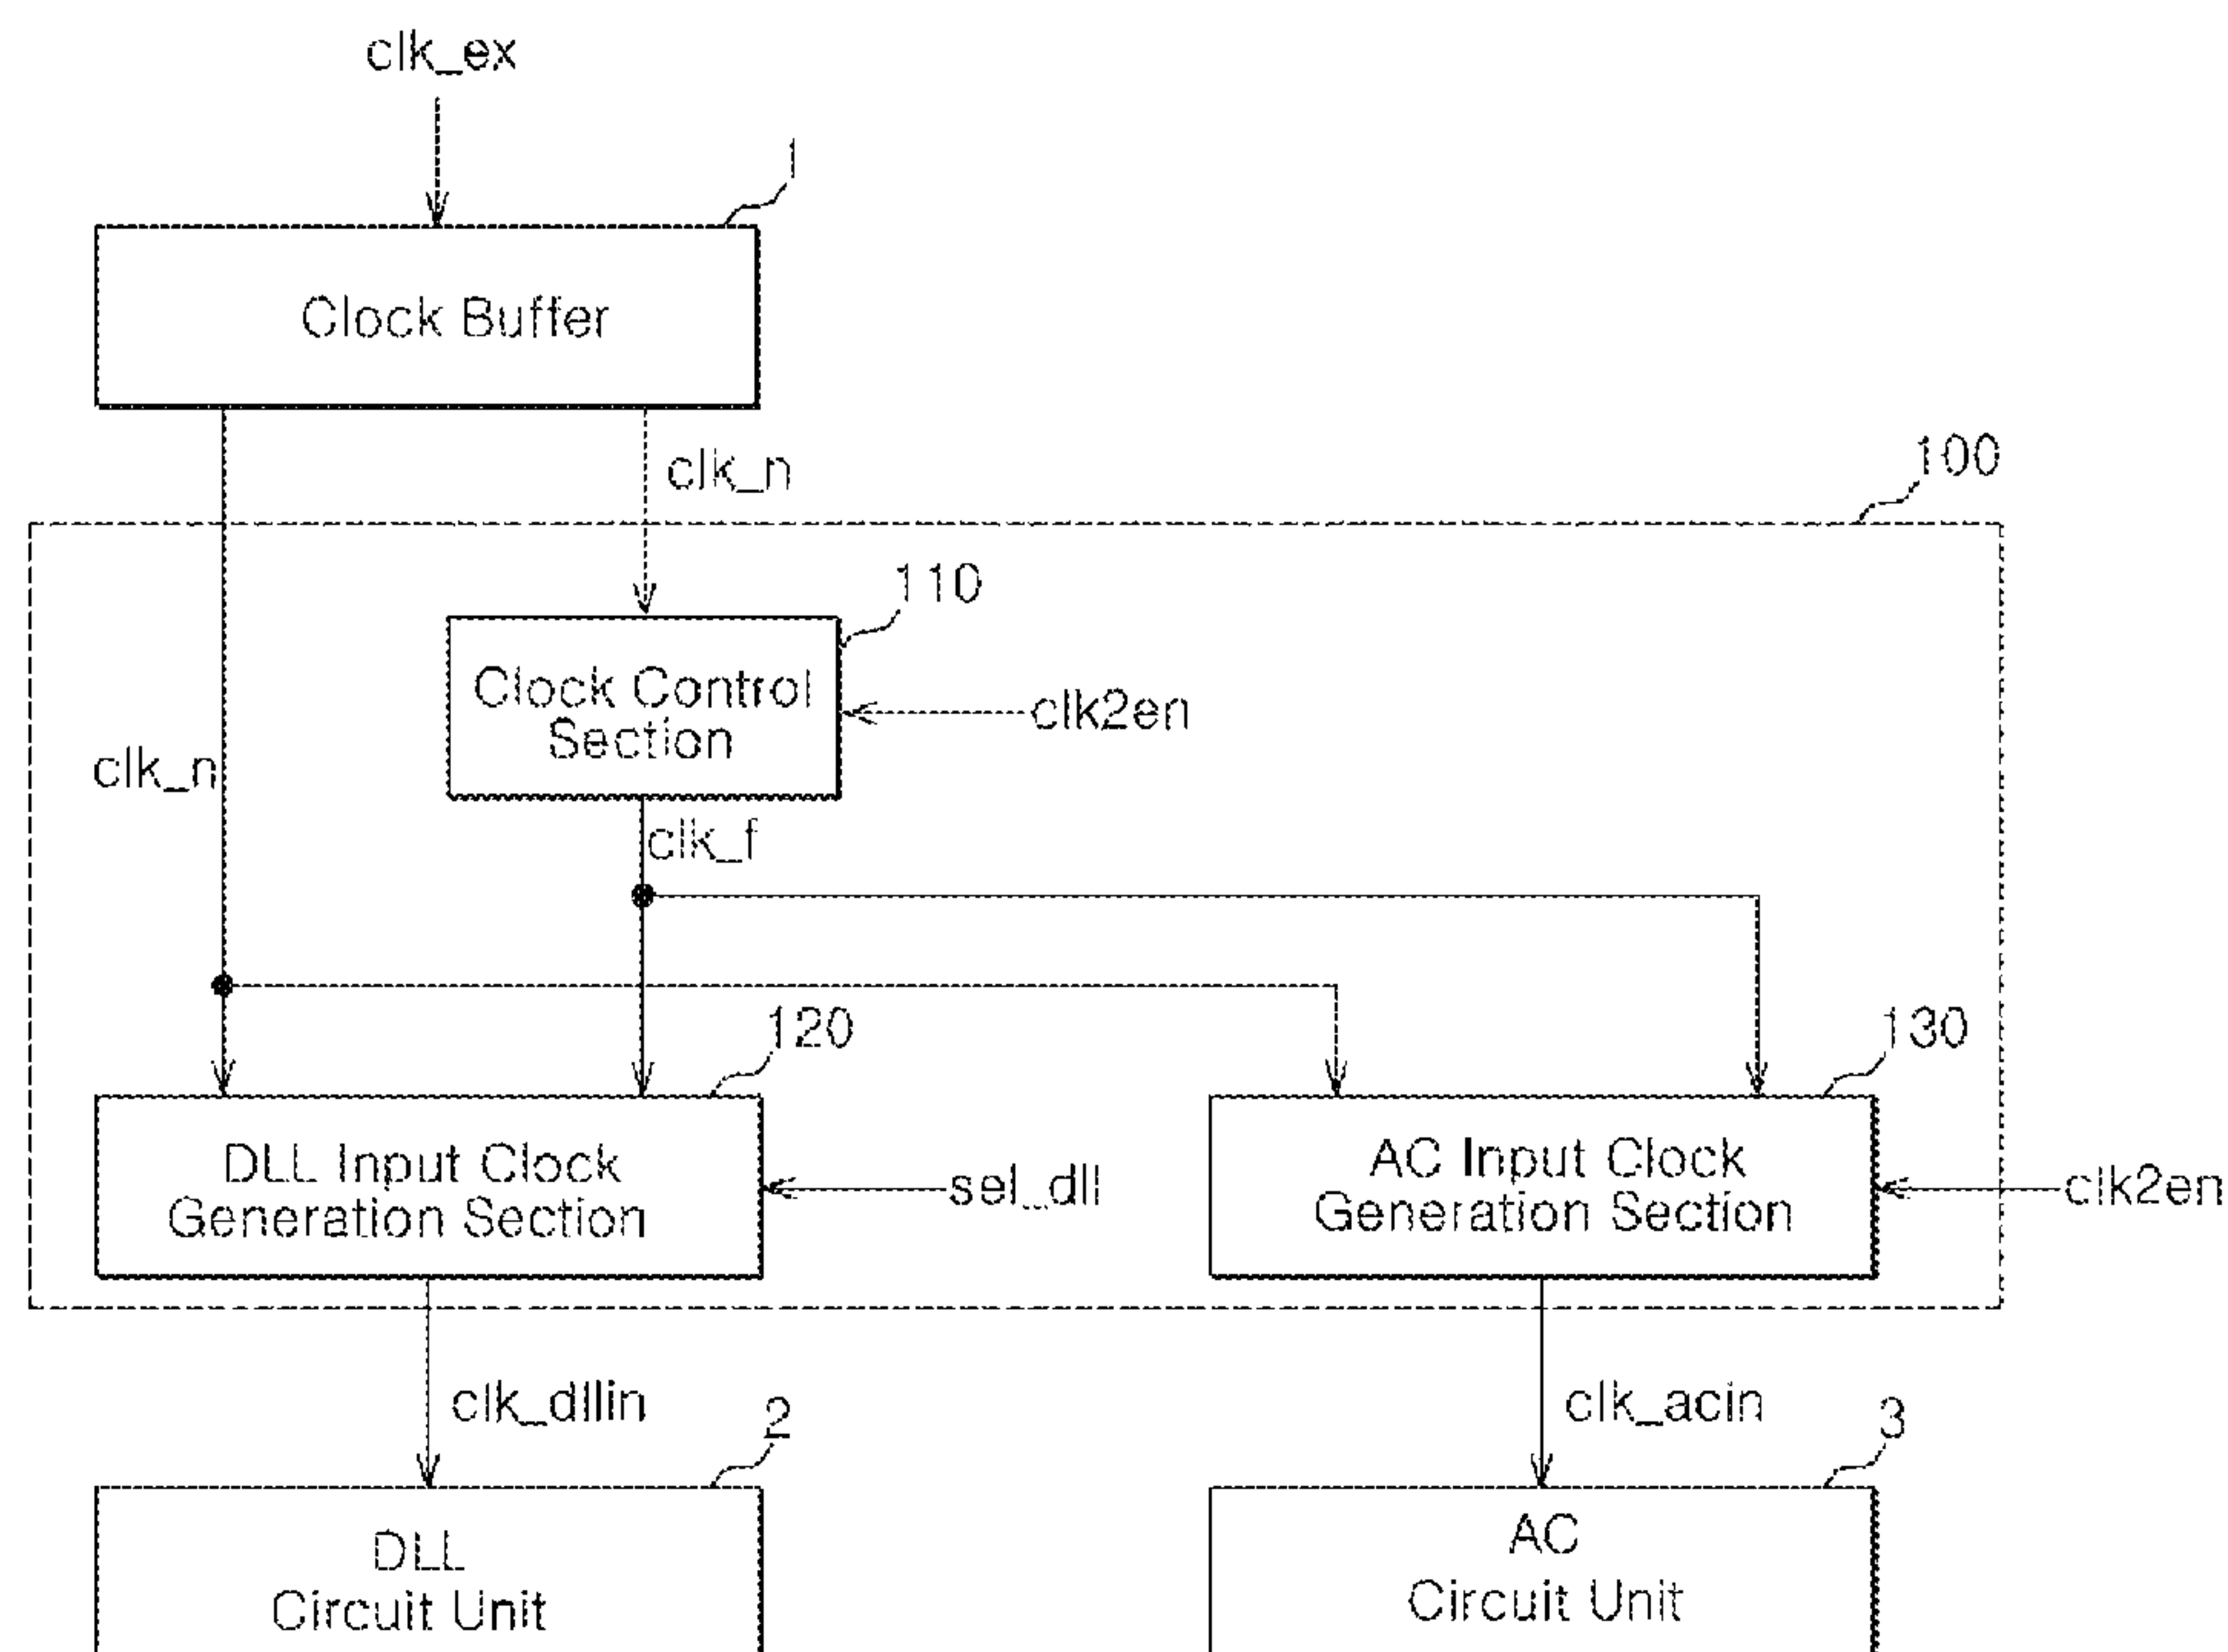 clk_ex
1
Clock Buffer
clk_n
100
110
Clock Control
Section
clk2en
clk_n
clk_f
120
130
DLL Input Clock
Generation Section
sel_dll
AC Input Clock
Generation Section
clk2en
clk_dllin
2
clk_acin
3
DLL
Circuit Unit
AC
Circuit Unit